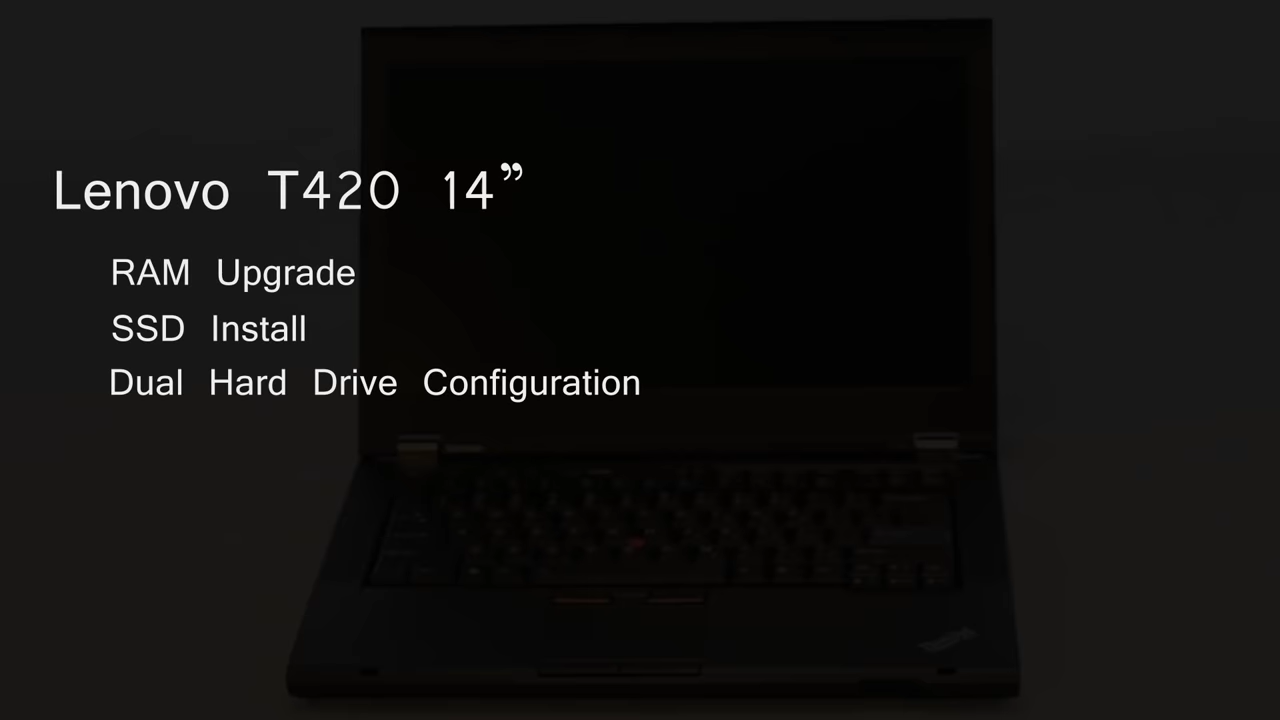 Lenovo T420 14”
RAM Upgrade
SSD Install
Dual Hard Drive Configuration